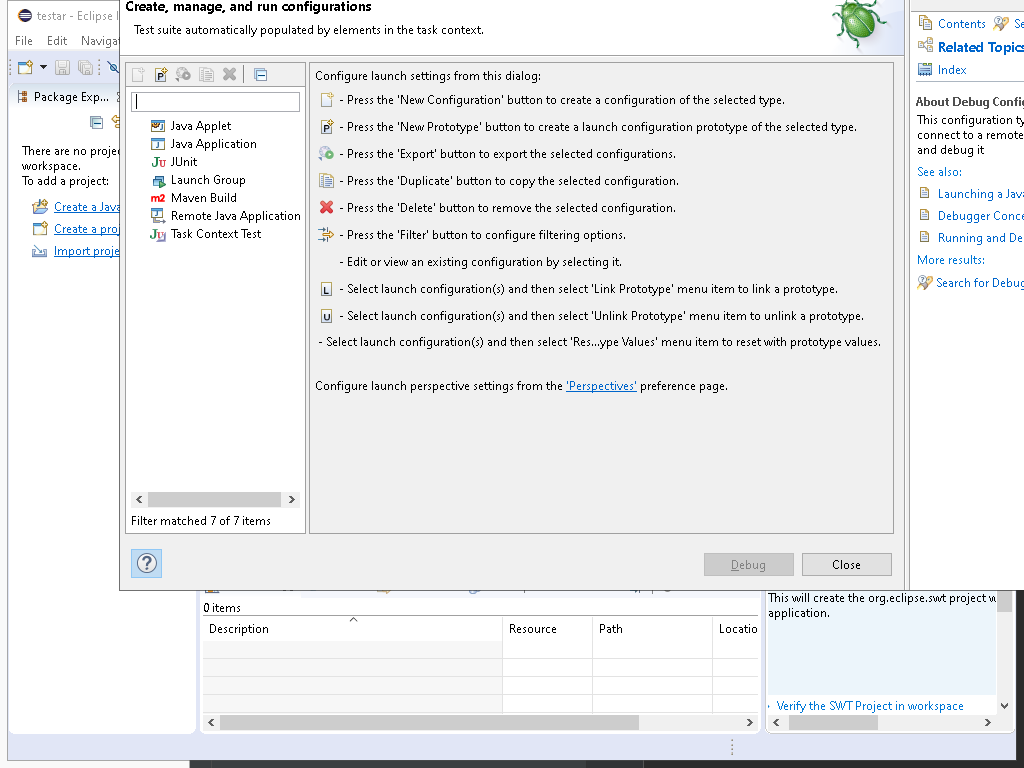 testar - Eclipse
File Edit Navigat
Package Exp...
There are no proje
workspace.
To add a project:
Create a Java
Create a proj
Import proje
Create, manage, and run configurations
Test suite automatically populated by elements in the task context.
Java Applet
Java Application
JUnit
Launch Group
Maven Build
Remote Java Application
Task Context Test
Filter matched 7 of 7 items
Configure launch settings from this dialog:
- Press the 'New Configuration' button to create a configuration of the selected type.
- Press the 'New Prototype' button to create a launch configuration prototype of the selected type.
- Press the 'Export' button to export the selected configurations.
- Press the 'Duplicate' button to copy the selected configuration.
- Press the 'Delete' button to remove the selected configuration.
- Press the 'Filter' button to configure filtering options.
- Edit or view an existing configuration by selecting it.
- Select launch configuration(s) and then select 'Link Prototype' menu item to link a prototype.
- Select launch configuration(s) and then select 'Unlink Prototype' menu item to unlink a prototype.
- Select launch configuration(s) and then select 'Res...ype Values' menu item to reset with prototype values.
Configure launch perspective settings from the 'Perspectives' preference page.
Debug Close
Contents Se
Related Topics
Index
About Debug Config
This configuration ty
connect to a remote
and debug it
See also:
Launching a Java
Debugger Conce
Running and De
More results:
Search for Debug
0 items
Description Resource Path Locatio
This will create the org.eclipse.swt project w
application.
Verify the SWT Project in workspace